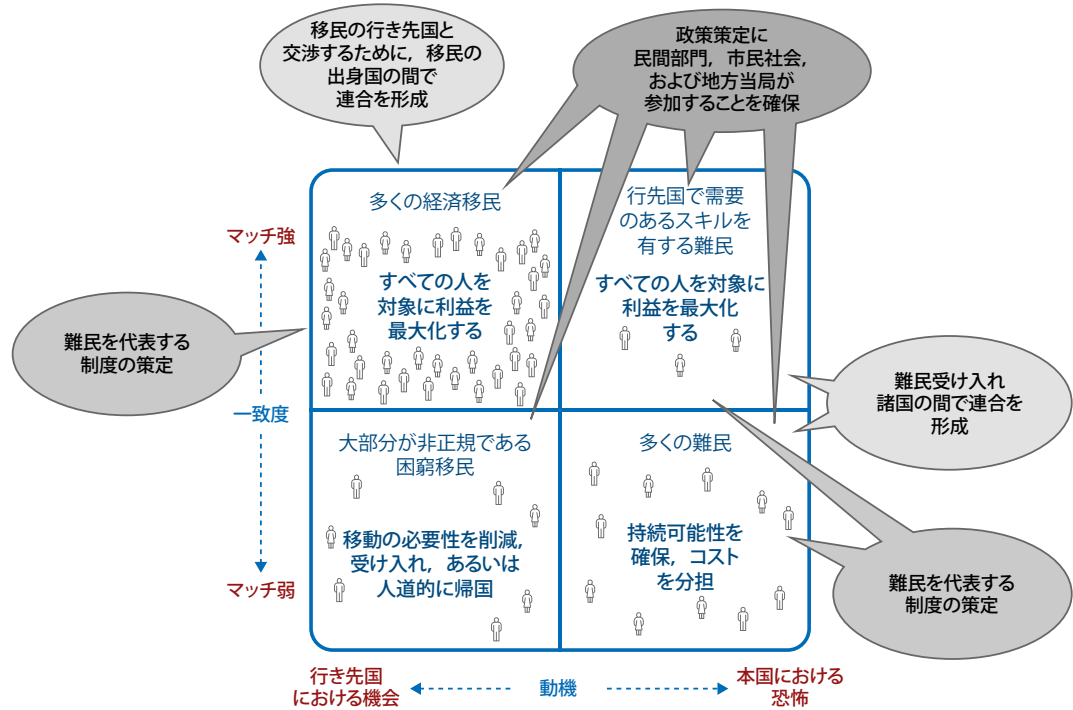 移民の行き先国と
交渉するために，移民の
出身国の間で
連合を形成
政策策定に
民間部門，市民社会，
および地方当局が
参加することを確保
多くの経済移民
すべての人を
対象に利益を
最大化する
行先国で需要
のあるスキルを
有する難民
すべての人を対象に
利益を最大化
する
マッチ強
一致度
マッチ弱
難民を代表する
制度の策定
難民受け入れ
諸国の間で連合を
形成
大部分が非正規である
困窮移民
移動の必要性を削減，
受け入れ，あるいは
人道的に帰国
多くの難民
持続可能性を
確保，コスト
を分担
難民を代表する
制度の策定
行き先国
における機会
動機
本国における
恐怖